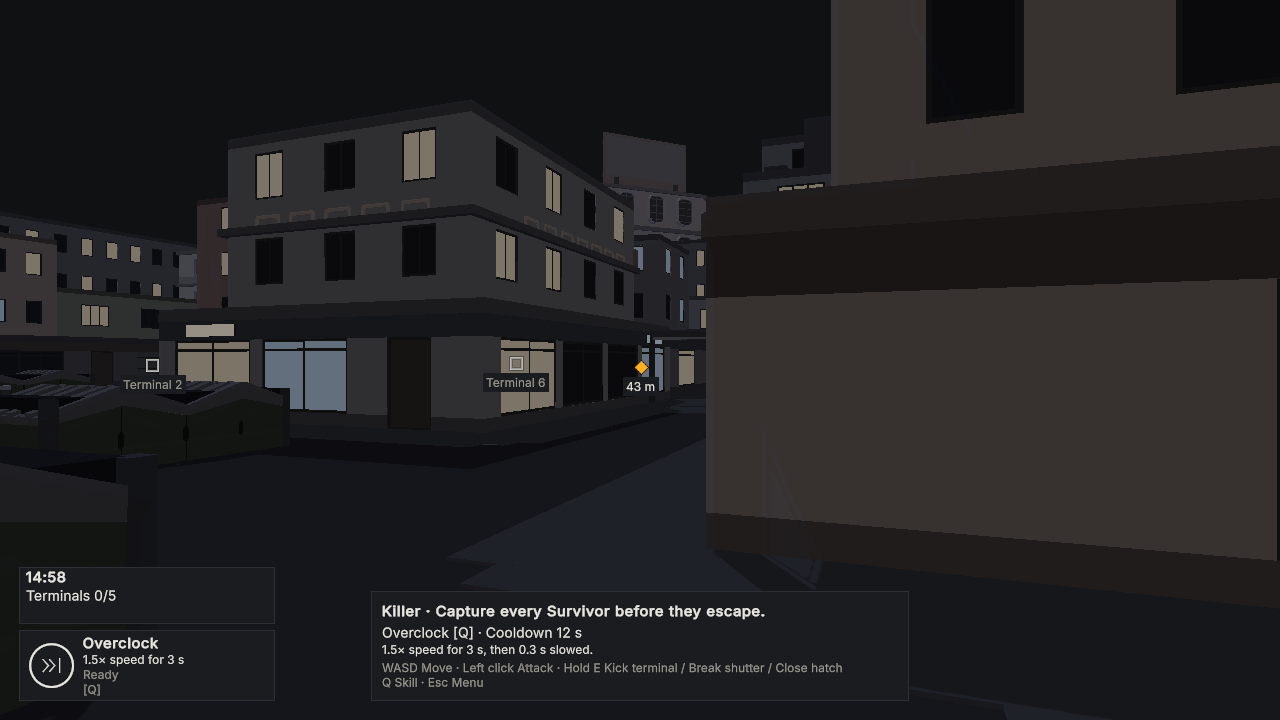 Terminal 2
Terminal 6
43 m
14:58
Terminals 0/5
Overclock
1.5× speed for 3 s
Ready
[Q]
Killer · Capture every Survivor before they escape.
Overclock [Q] · Cooldown 12 s
1.5× speed for 3 s, then 0.3 s slowed.
WASD Move · Left click Attack · Hold E Kick terminal / Break shutter / Close hatch
Q Skill · Esc Menu